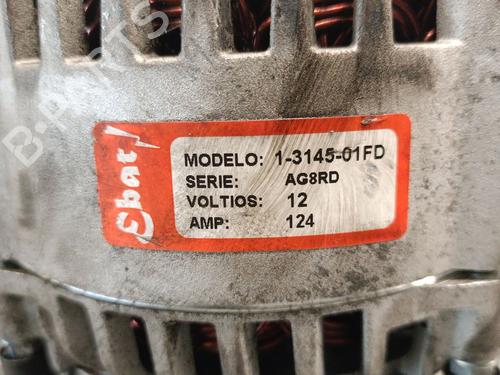 B-PARTS
Ebat
MODELO: 1-3145-01FD
SERIE: AG8RD
VOLTIOS: 12
AMP: 124